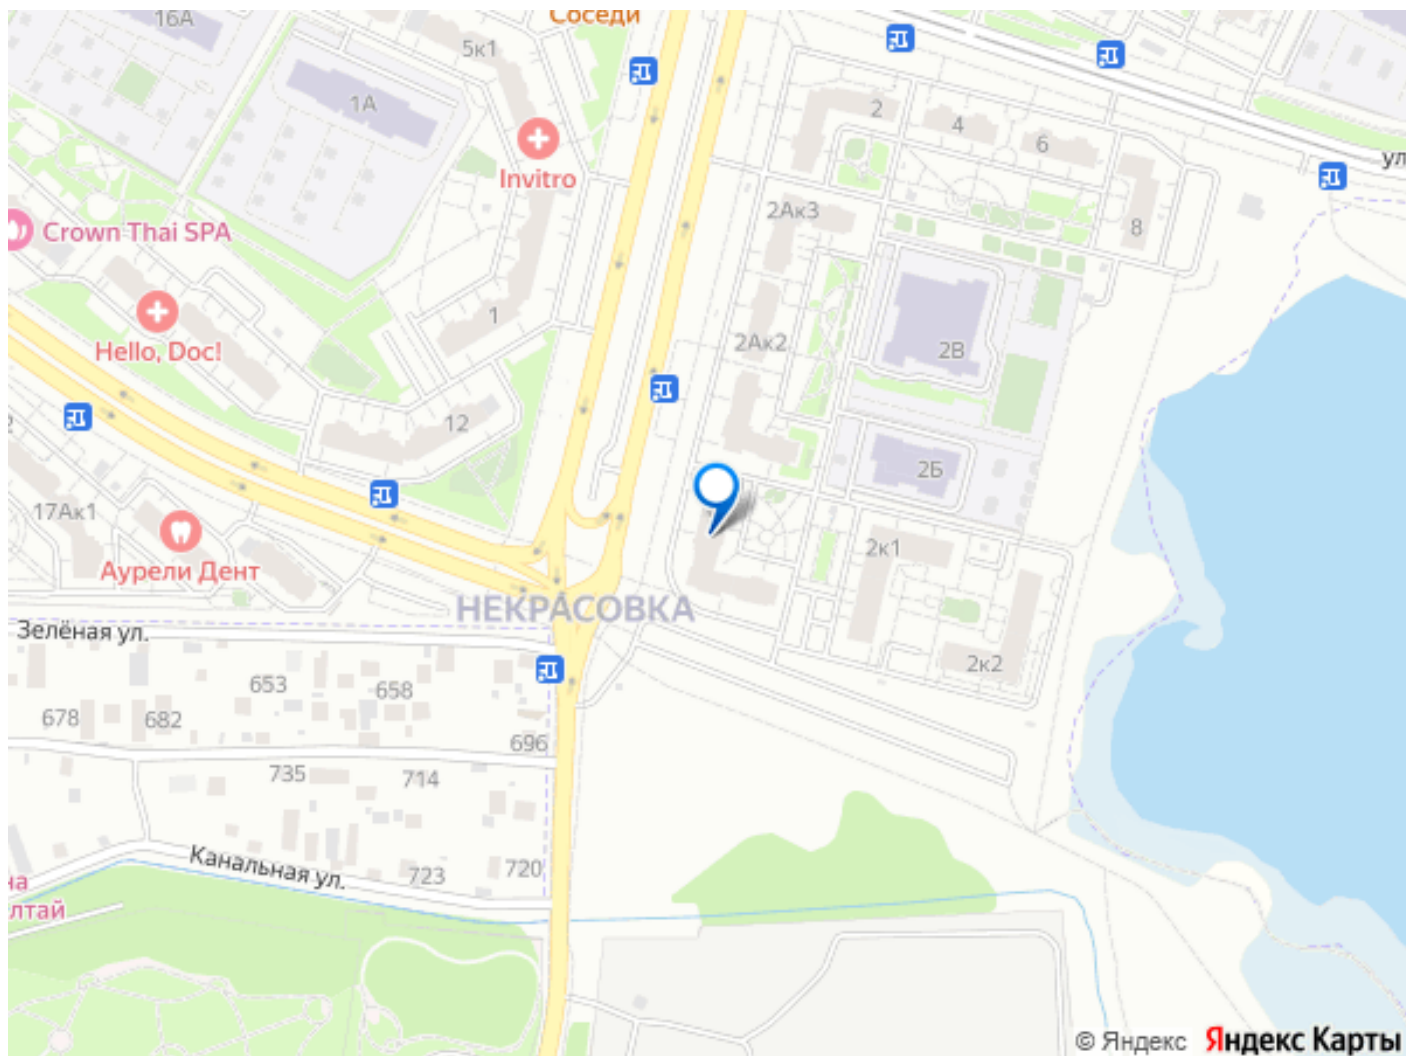 Соседи
16А
5к1
1А
2
4
6
ул
Invitro
2Ак3
8
Crown Thai SPA
1
2Ак2
2В
Hello, Doc!
12
2Б
17Ак1
2к1
Аурели Дент
НЕКРАСОВКА
Зелёная ул.
2к2
653
658
678
682
696
735
714
Канальная ул.
723
720
на
лтай
© Яндекс Яндекс Карты